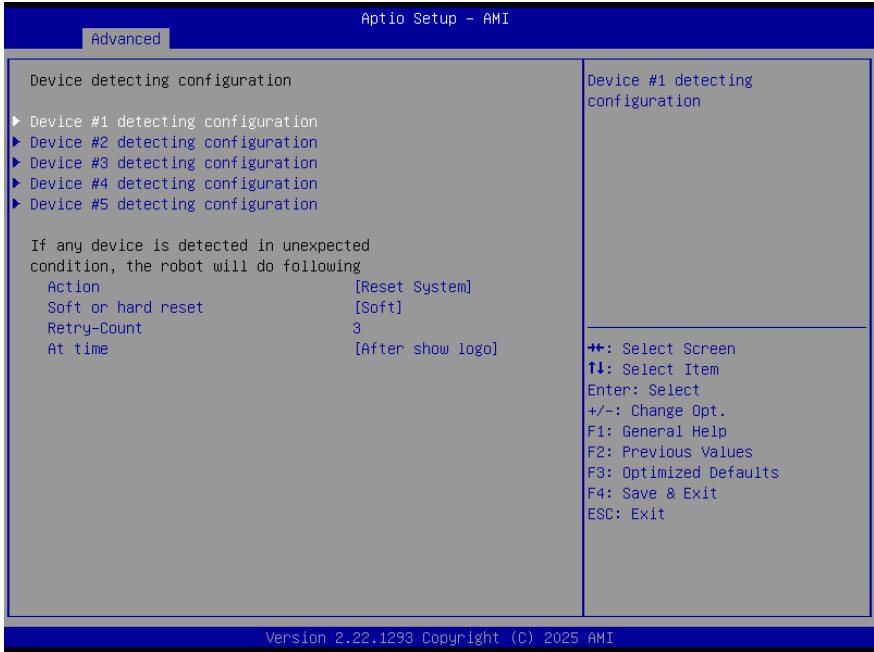 Aptio Setup – AMI
Advanced
Device detecting configuration
Device #1 detecting configuration
Device #2 detecting configuration
Device #3 detecting configuration
Device #4 detecting configuration
Device #5 detecting configuration
If any device is detected in unexpected
condition, the robot will do following
Action [Reset System]
Soft or hard reset [Soft]
Retry-Count 3
At time [After show logo]
Device #1 detecting
configuration
→←: Select Screen
↑↓: Select Item
Enter: Select
+/-: Change Opt.
F1: General Help
F2: Previous Values
F3: Optimized Defaults
F4: Save & Exit
ESC: Exit
Version 2.22.1293 Copyright (C) 2025 AMI